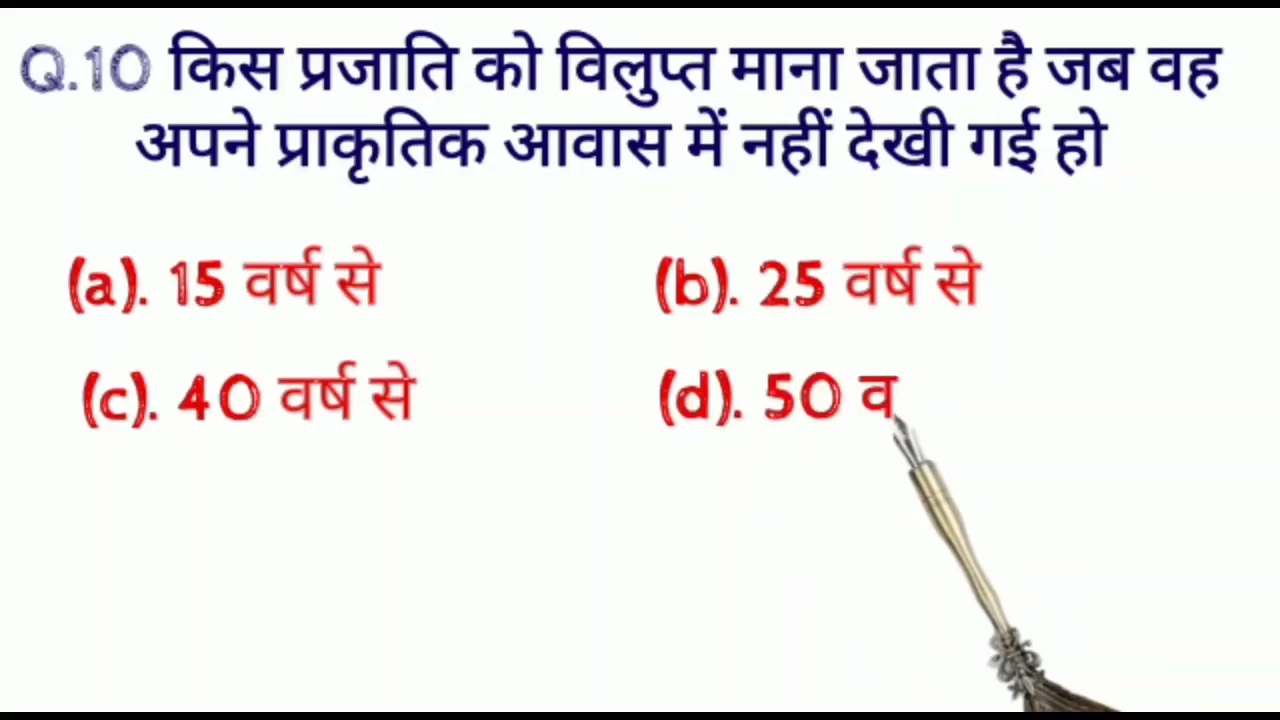 Q.10 किस प्रजाति को विलुप्त माना जाता है जब वह
अपने प्राकृतिक आवास में नहीं देखी गई हो
(a). 15 वर्ष से (b). 25 वर्ष से
(c). 40 वर्ष से (d). 50 व